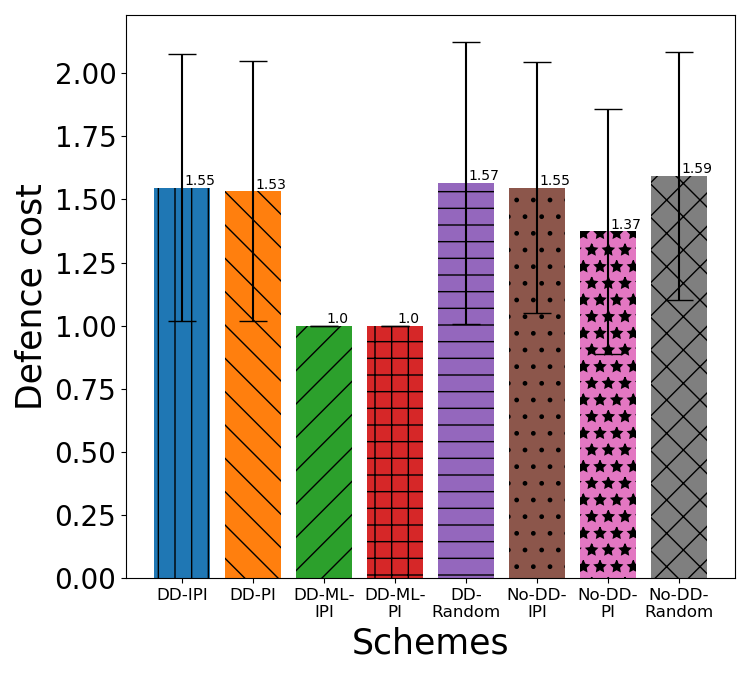 Defence cost
2.00
1.75
1.50
1.25
1.00
0.75
0.50
0.25
0.00
1.55
1.53
1.0
1.0
1.57
1.55
1.37
1.59
DD-IPI
DD-PI
DD-ML-
IPI
DD-ML-
PI
DD-
Random
No-DD-
IPI
No-DD-
PI
No-DD-
Random
Schemes